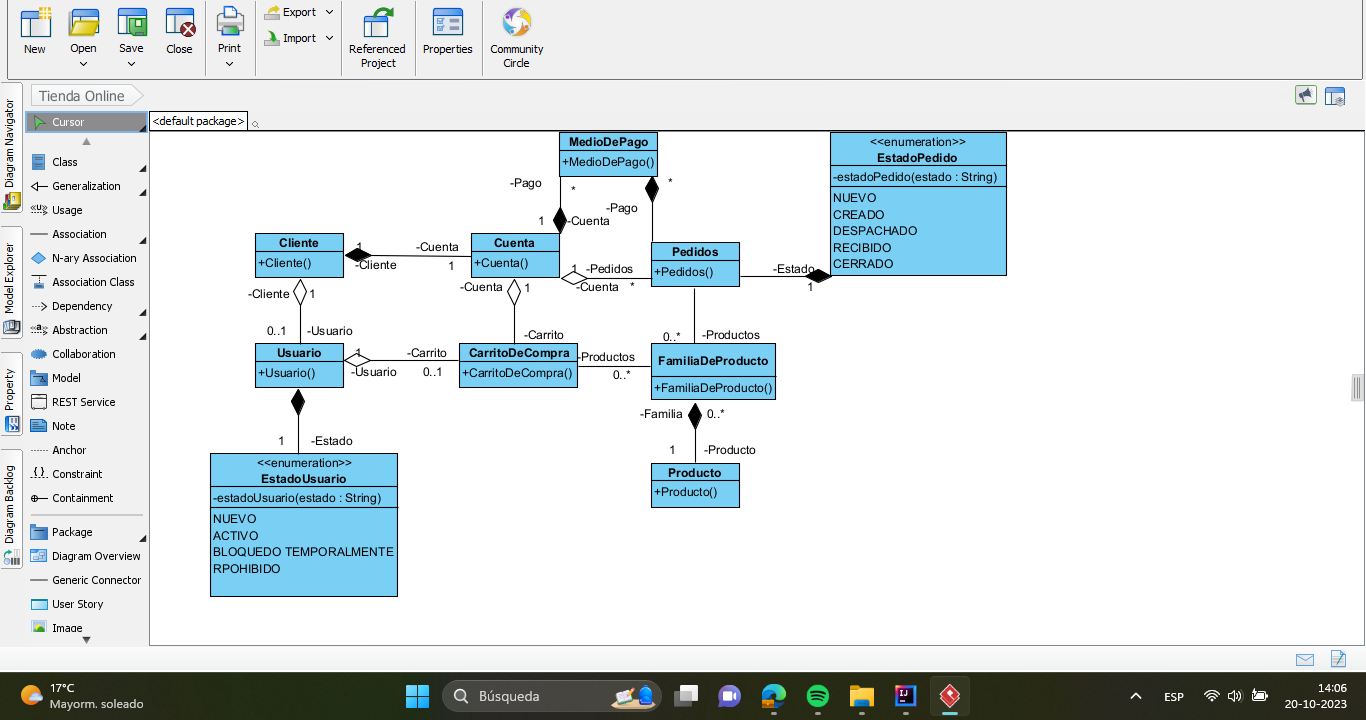 New
Open
Save
Close
Print
Export
Import
Referenced
Project
Properties
Community
Circle
Tienda Online
Diagram Navigator
Model Explorer
Property
Diagram Backlog
Cursor
Class
Generalization
Usage
Association
N-ary Association
Association Class
Dependency
Abstraction
Collaboration
Model
REST Service
Note
Anchor
Constraint
Containment
Package
Diagram Overview
Generic Connector
User Story
Image
<default package>
MedioDePago
+MedioDePago()
<<enumeration>>
EstadoPedido
-estadoPedido(estado : String)
NUEVO
CREADO
DESPACHADO
RECIBIDO
CERRADO
-Pago
*
*
-Pago
1
-Cuenta
Cliente
+Cliente()
1
-Cliente
-Cuenta
1
Cuenta
+Cuenta()
1
-Pedidos
-Cuenta
*
Pedidos
+Pedidos()
-Estado
1
-Cliente
1
-Cuenta
1
0..1
-Usuario
-Carrito
0..*
-Productos
Usuario
+Usuario()
1
-Usuario
-Carrito
0..1
CarritoDeCompra
+CarritoDeCompra()
-Productos
0..*
FamiliaDeProducto
+FamiliaDeProducto()
-Familia
0..*
1
-Estado
1
-Producto
<<enumeration>>
EstadoUsuario
-estadoUsuario(estado : String)
NUEVO
ACTIVO
BLOQUEDO TEMPORALMENTE
RPOHIBIDO
Producto
+Producto()
17°C
Mayorm. soleado
Búsqueda
ESP
14:06
20-10-2023